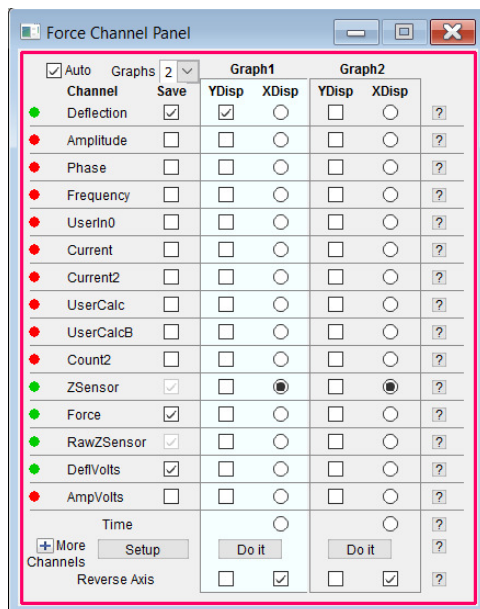 Force Channel Panel
Auto Graphs 2 Graph1 Graph2
Channel Save YDisp XDisp YDisp XDisp
Deflection ?
Amplitude ?
Phase ?
Frequency ?
UserIn0 ?
Current ?
Current2 ?
UserCalc ?
UserCalcB ?
Count2 ?
ZSensor ?
Force ?
RawZSensor ?
DeflVolts ?
AmpVolts ?
Time ?
More Channels Setup Do it Do it ?
Reverse Axis ?